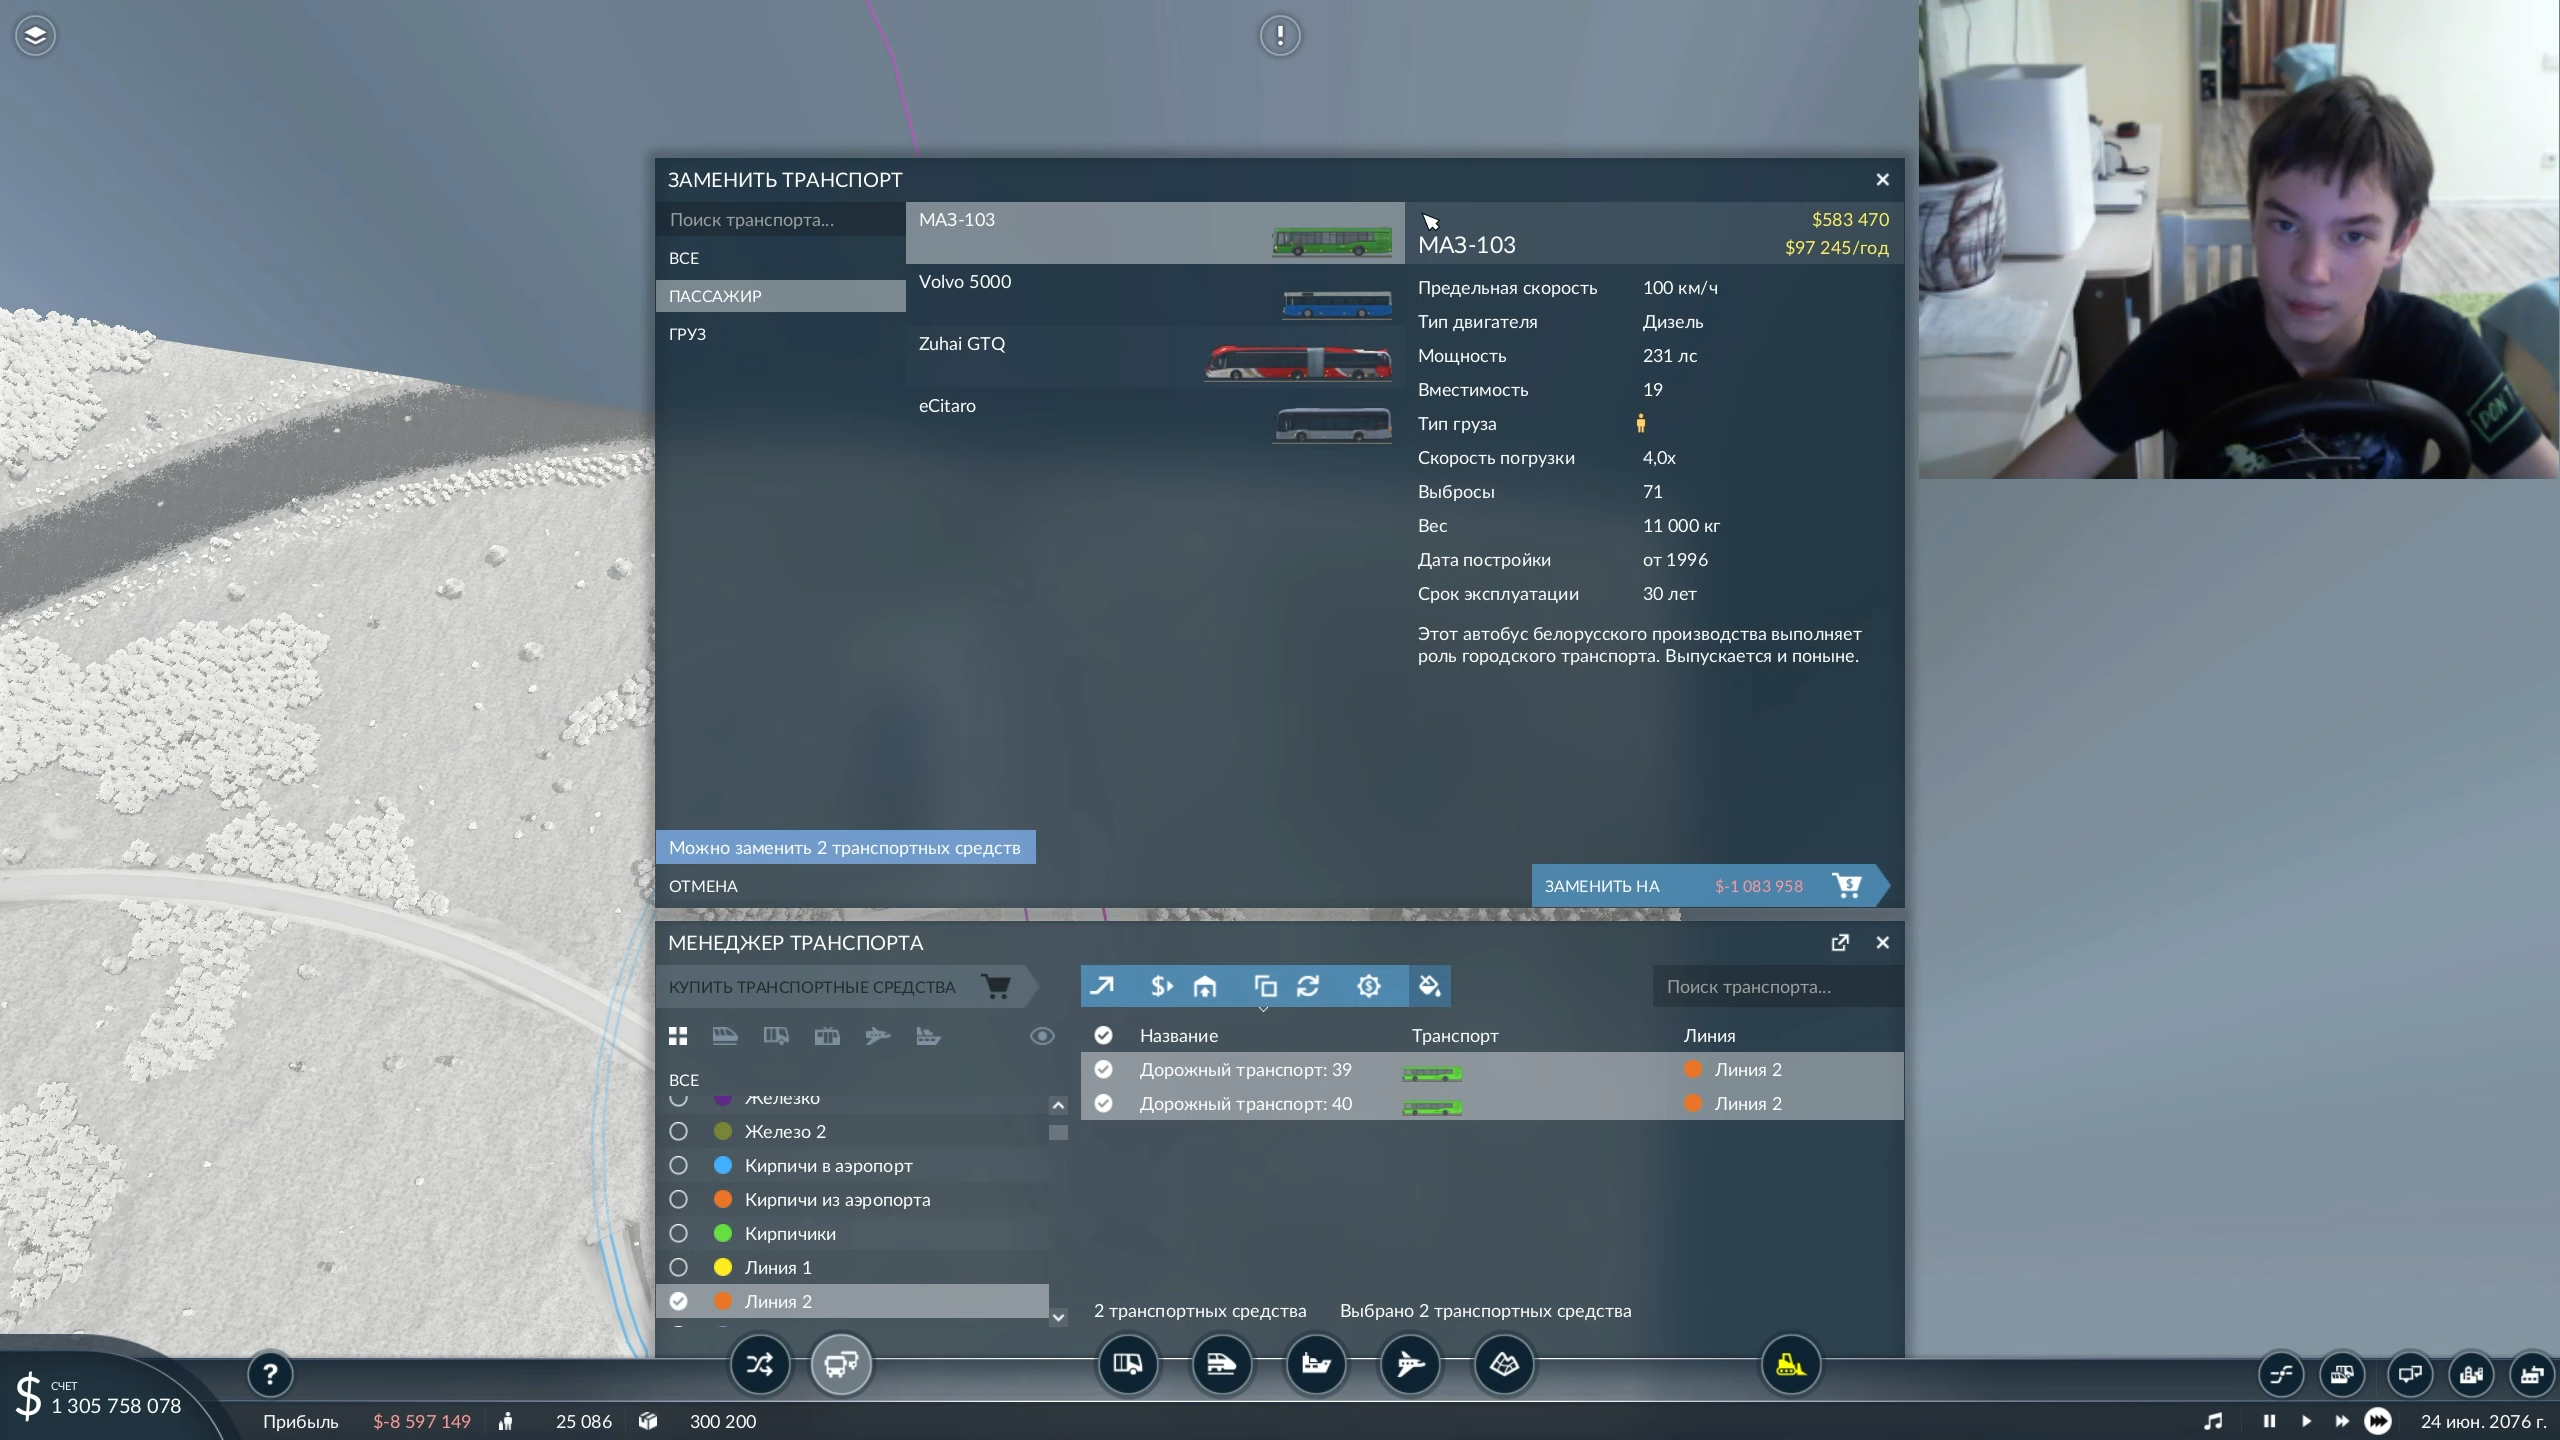 ЗАМЕНИТЬ ТРАНСПОРТ
Поиск транспорта...
ВСЕ
ПАССАЖИР
ГРУЗ
МАЗ-103
Volvo 5000
Zuhai GTQ
eCitaro
$583 470
МАЗ-103
$97 245/год
Предельная скорость 100 км/ч
Тип двигателя Дизель
Мощность 231 лс
Вместимость 19
Тип груза
Скорость погрузки 4,0x
Выбросы 71
Вес 11 000 кг
Дата постройки от 1996
Срок эксплуатации 30 лет
Этот автобус белорусского производства выполняет
роль городского транспорта. Выпускается и поныне.
Можно заменить 2 транспортных средств
ОТМЕНА
ЗАМЕНИТЬ НА $-1 083 958
МЕНЕДЖЕР ТРАНСПОРТА
КУПИТЬ ТРАНСПОРТНЫЕ СРЕДСТВА
Поиск транспорта...
ВСЕ
Железко
Железо 2
Кирпичи в аэропорт
Кирпичи из аэропорта
Кирпичики
Линия 1
Линия 2
Название Транспорт Линия
Дорожный транспорт: 39 Линия 2
Дорожный транспорт: 40 Линия 2
2 транспортных средства Выбрано 2 транспортных средства
СЧЕТ
1 305 758 078
Прибыль $-8 597 149 25 086 300 200
24 июн. 2076 г.
DON'T